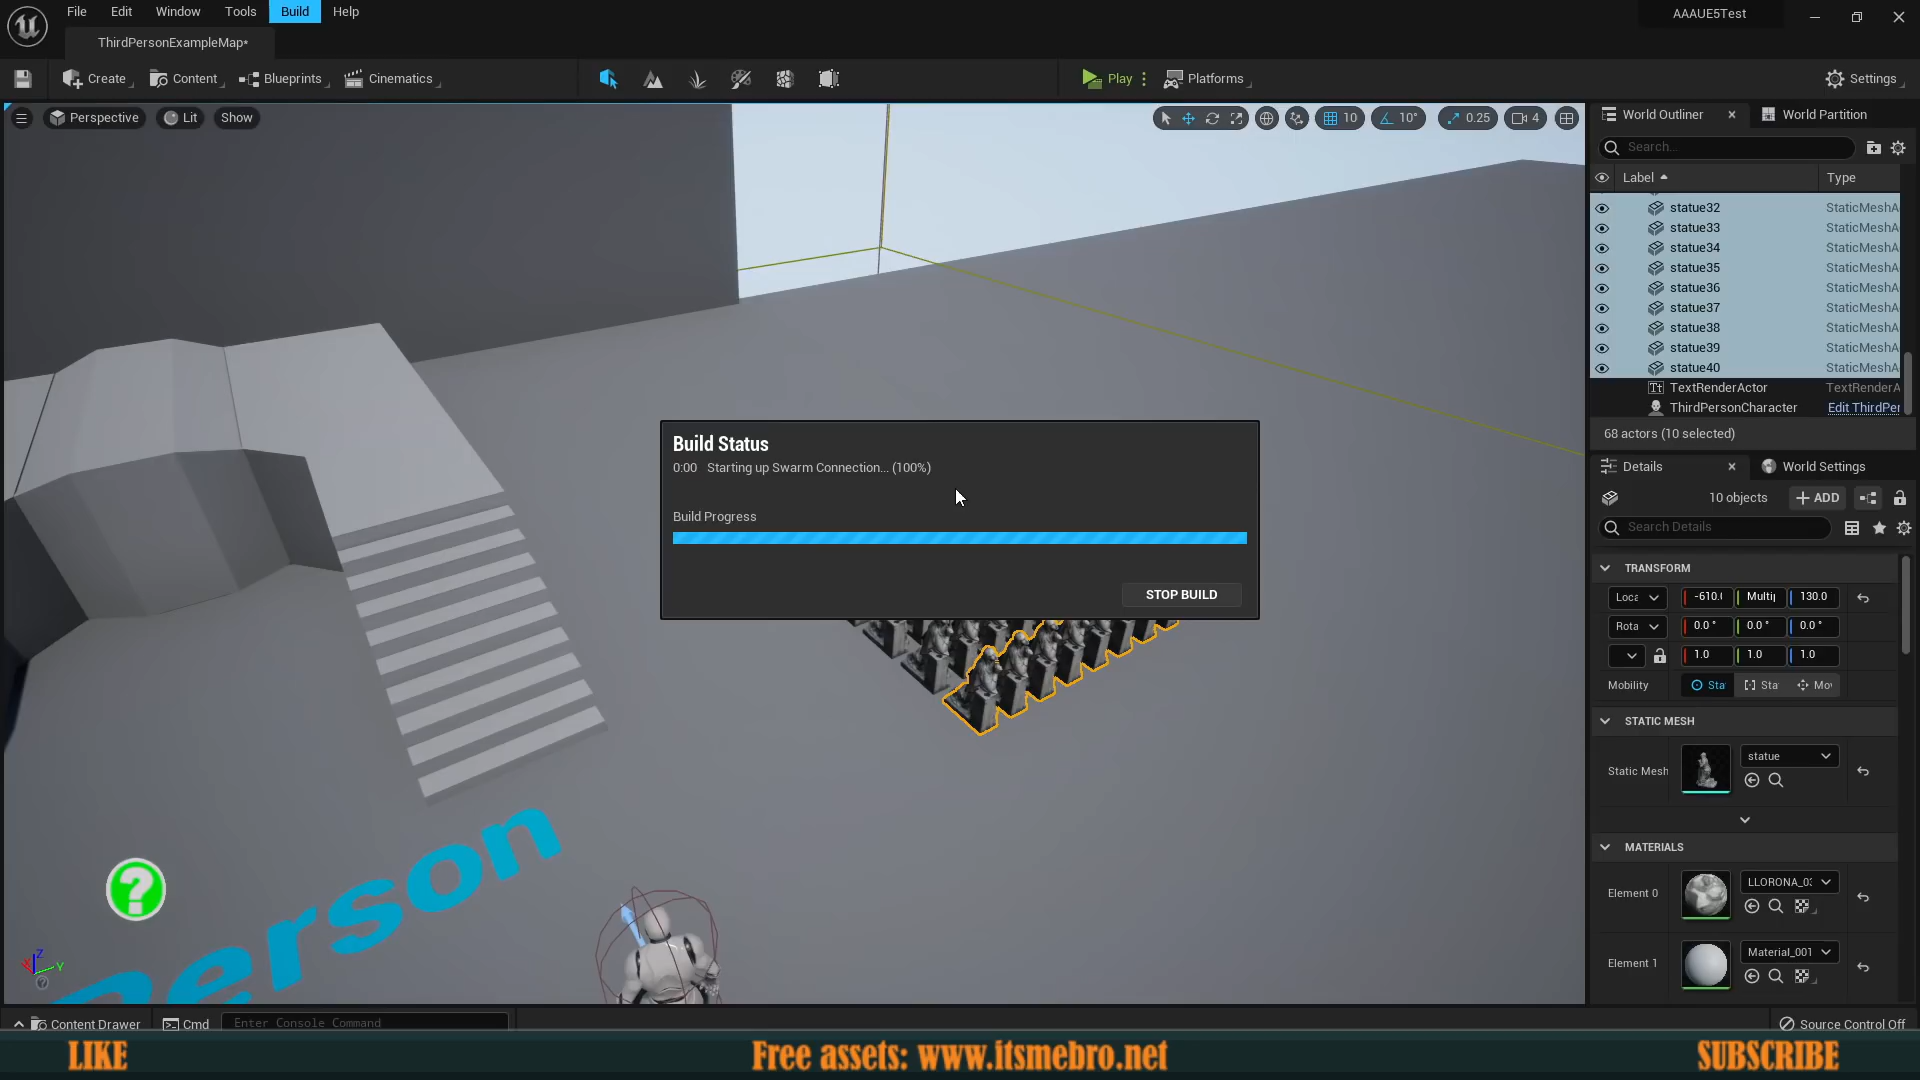 File Edit Window Tools Build Help
AAAUE5Test
ThirdPersonExampleMap*
Create Content Blueprints Cinematics Play Platforms Settings
Perspective Lit Show 10 10° 0.25 4
World Outliner World Partition
Search...
Label Type
statue32 StaticMeshA
statue33 StaticMeshA
statue34 StaticMeshA
statue35 StaticMeshA
statue36 StaticMeshA
statue37 StaticMeshA
statue38 StaticMeshA
statue39 StaticMeshA
statue40 StaticMeshA
TextRenderActor TextRenderA
ThirdPersonCharacter Edit ThirdPer
68 actors (10 selected)
Build Status
0:00 Starting up Swarm Connection... (100%)
Build Progress
STOP BUILD
Details World Settings
10 objects ADD
Search Details
TRANSFORM
Loca -610. Multi 130.0
Rota 0.0° 0.0° 0.0°
1.0 1.0 1.0
Mobility Sta Sta Mov
STATIC MESH
Static Mesh statue
MATERIALS
Element 0 LLORONA_03
Element 1 Material_001
Person
Z
Y
Content Drawer Cmd Enter Console Command Source Control Off
LIKE Free assets: www.itsmebro.net SUBSCRIBE